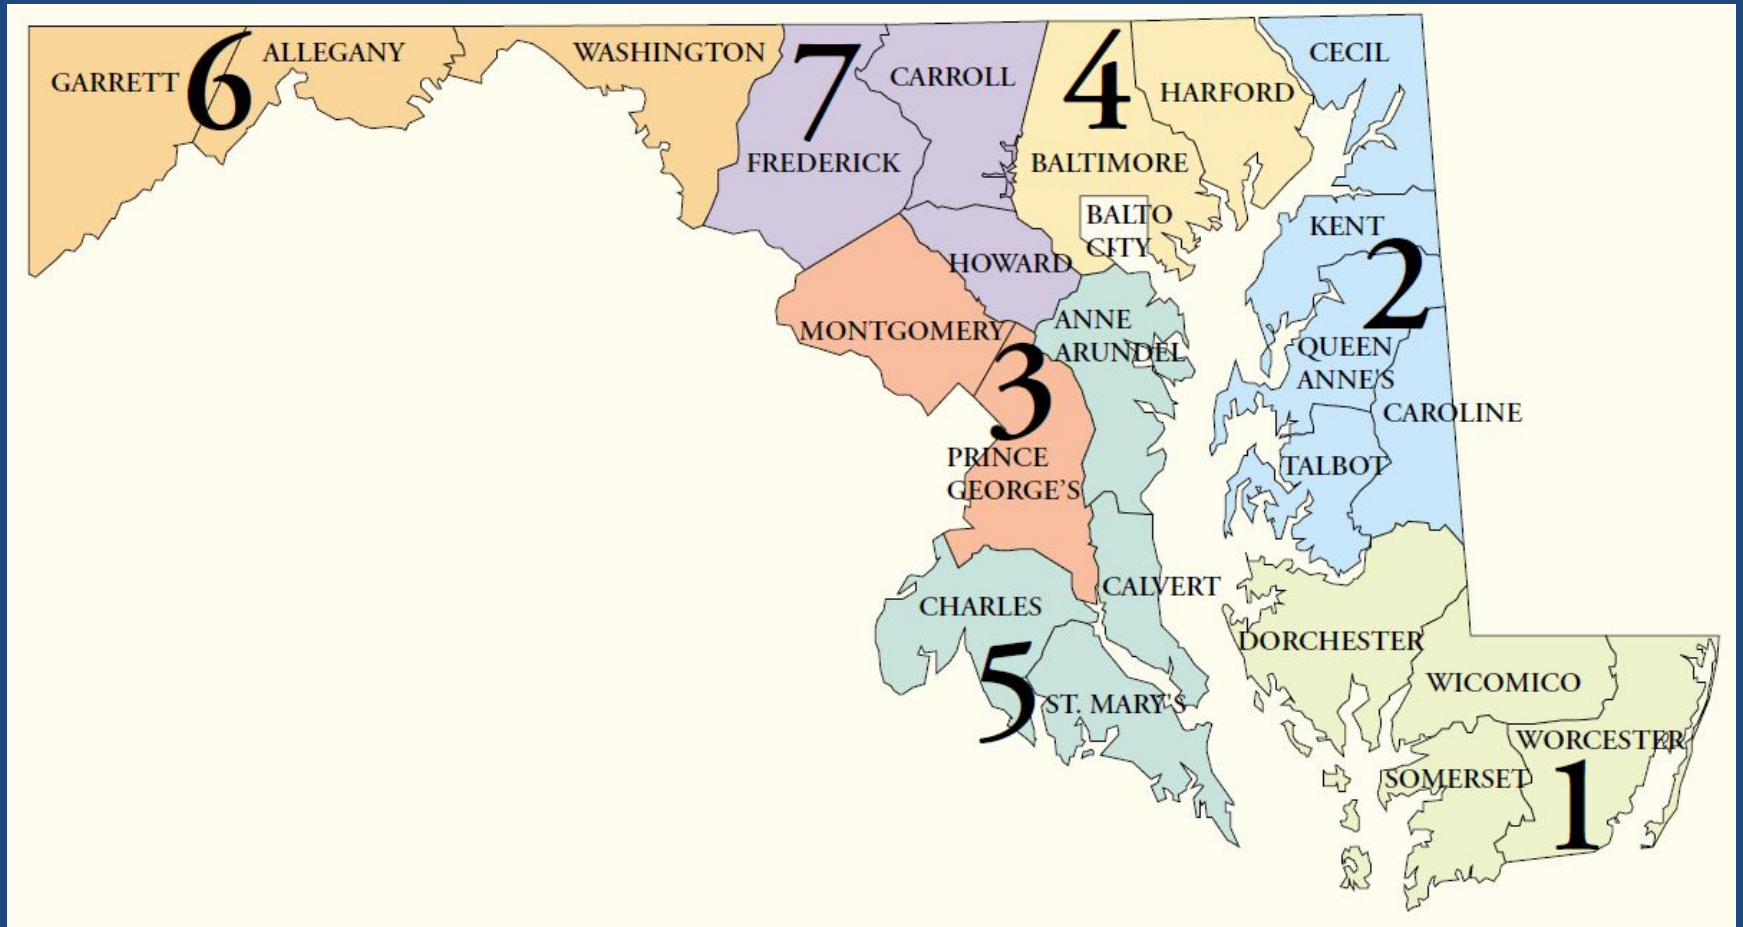 GARRETT
6
ALLEGANY
WASHINGTON
7
FREDERICK
CARROLL
HOWARD
4
BALTIMORE
HARFORD
BALTO
CITY
CECIL
KENT
2
QUEEN
ANNE'S
CAROLINE
TALBOT
MONTGOMERY
3
PRINCE
GEORGE'S
ANNE
ARUNDEL
CALVERT
CHARLES
5
ST. MARY'S
DORCHESTER
WICOMICO
WORCESTER
SOMERSET
1